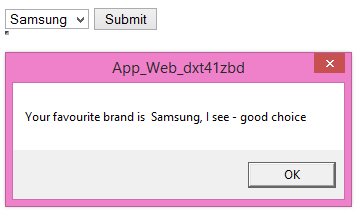 Samsung Submit
App_Web_dxt41zbd
Your favourite brand is  Samsung, I see - good choice
OK